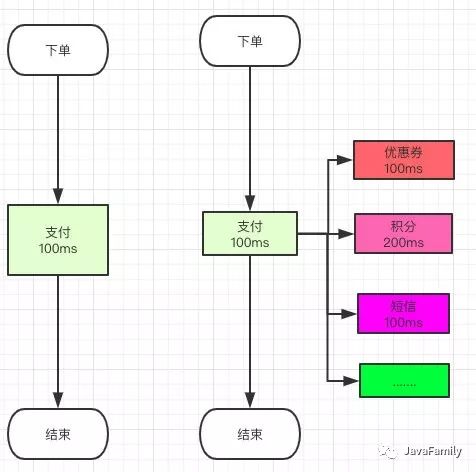 下单
支付
100ms
结束
下单
支付
100ms
结束
优惠券
100ms
积分
200ms
短信
100ms
.......
JavaFamily